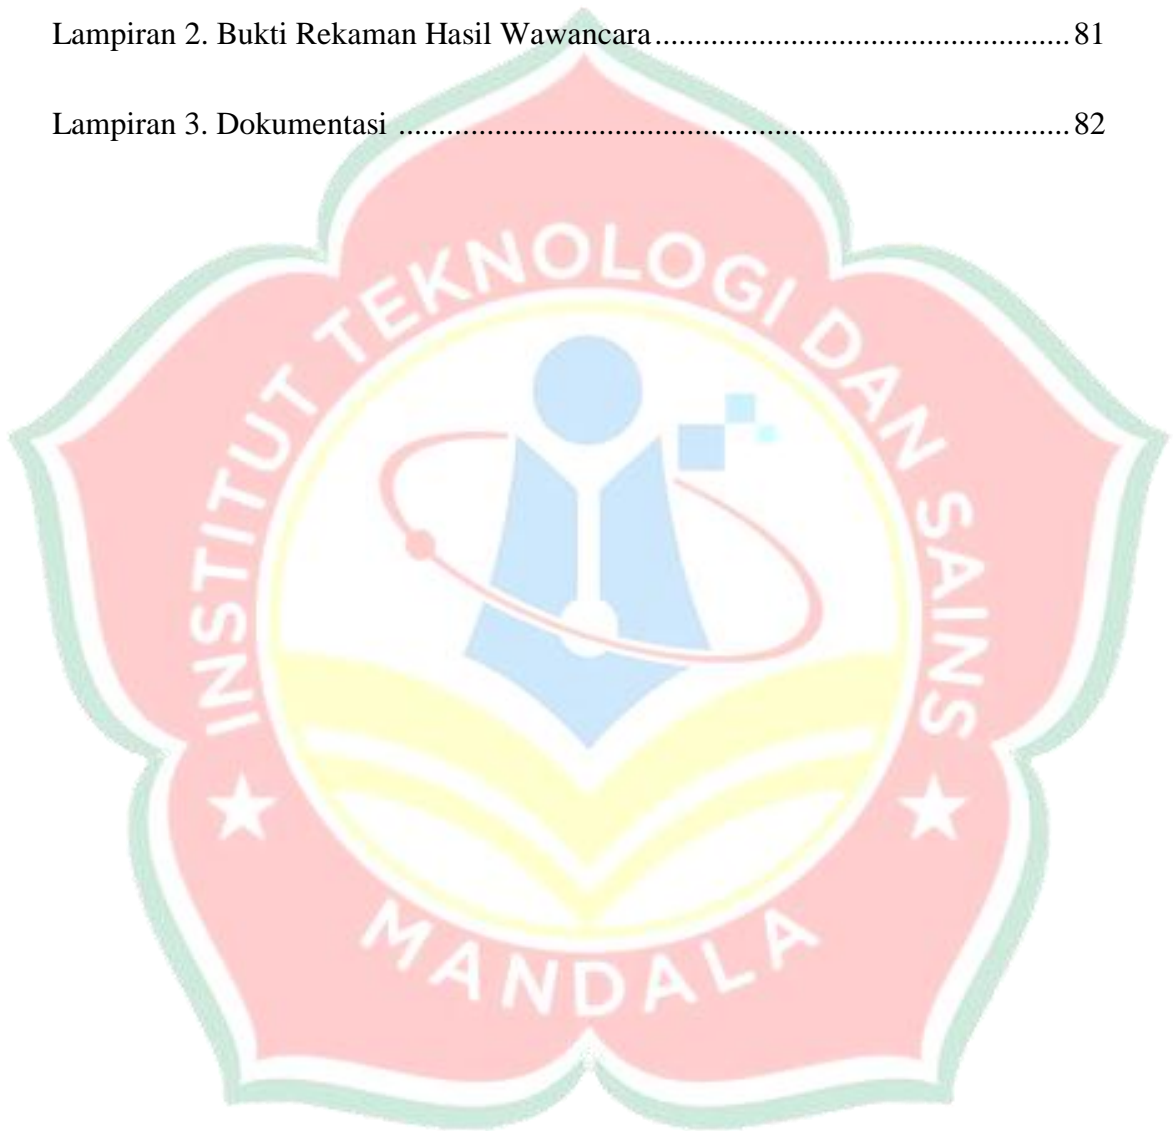 Lampiran 2. Bukti Rekaman Hasil Wawancara.................................................... 81
Lampiran 3. Dokumentasi .................................................................................... 82
INSTITUT TEKNOLOGI DAN SAINS
MANDALA